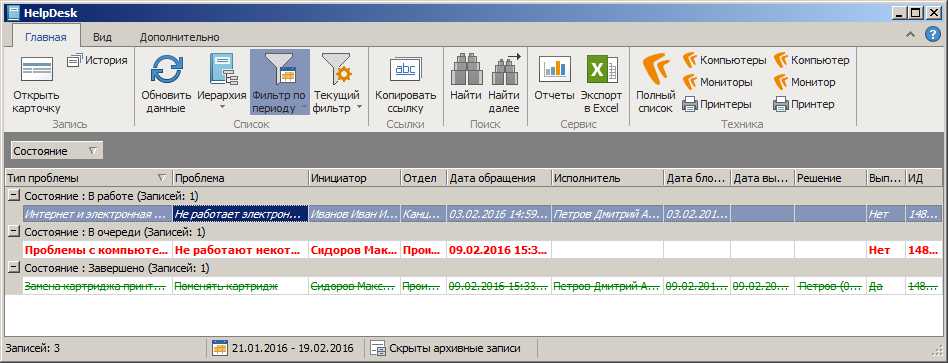 HelpDesk
Главная Вид Дополнительно
Открыть карточку
История
Запись
Обновить данные
Иерархия
Фильтр по периоду
Текущий фильтр
Список
Копировать ссылку
Ссылки
Найти
Найти далее
Поиск
Отчеты
Экспорт в Excel
Сервис
Полный список
Компьютеры
Мониторы
Принтеры
Компьютер
Монитор
Принтер
Техника
Состояние
Тип проблемы Проблема Инициатор Отдел Дата обращения Исполнитель Дата бло... Дата вы... Решение Вып... ИД
Состояние : В работе (Записей: 1)
Интернет и электронная ... Не работает электрон... Иванов Иван И... Канц... 03.02.2016 14:59... Петров Дмитрий А... 03.02.201... Нет 148...
Состояние : В очереди (Записей: 1)
Проблемы с компьюте... Не работают некот... Сидоров Мак... Прои... 09.02.2016 15:3... Нет 148...
Состояние : Завершено (Записей: 1)
Замена картриджа принт... Поменять картридж Сидоров Макс... Прои... 09.02.2016 15:33... Петров Дмитрий А... 09.02.201... 09.02.20... Петров (0... Да 148...
Записей: 3 21.01.2016 - 19.02.2016 Скрыты архивные записи